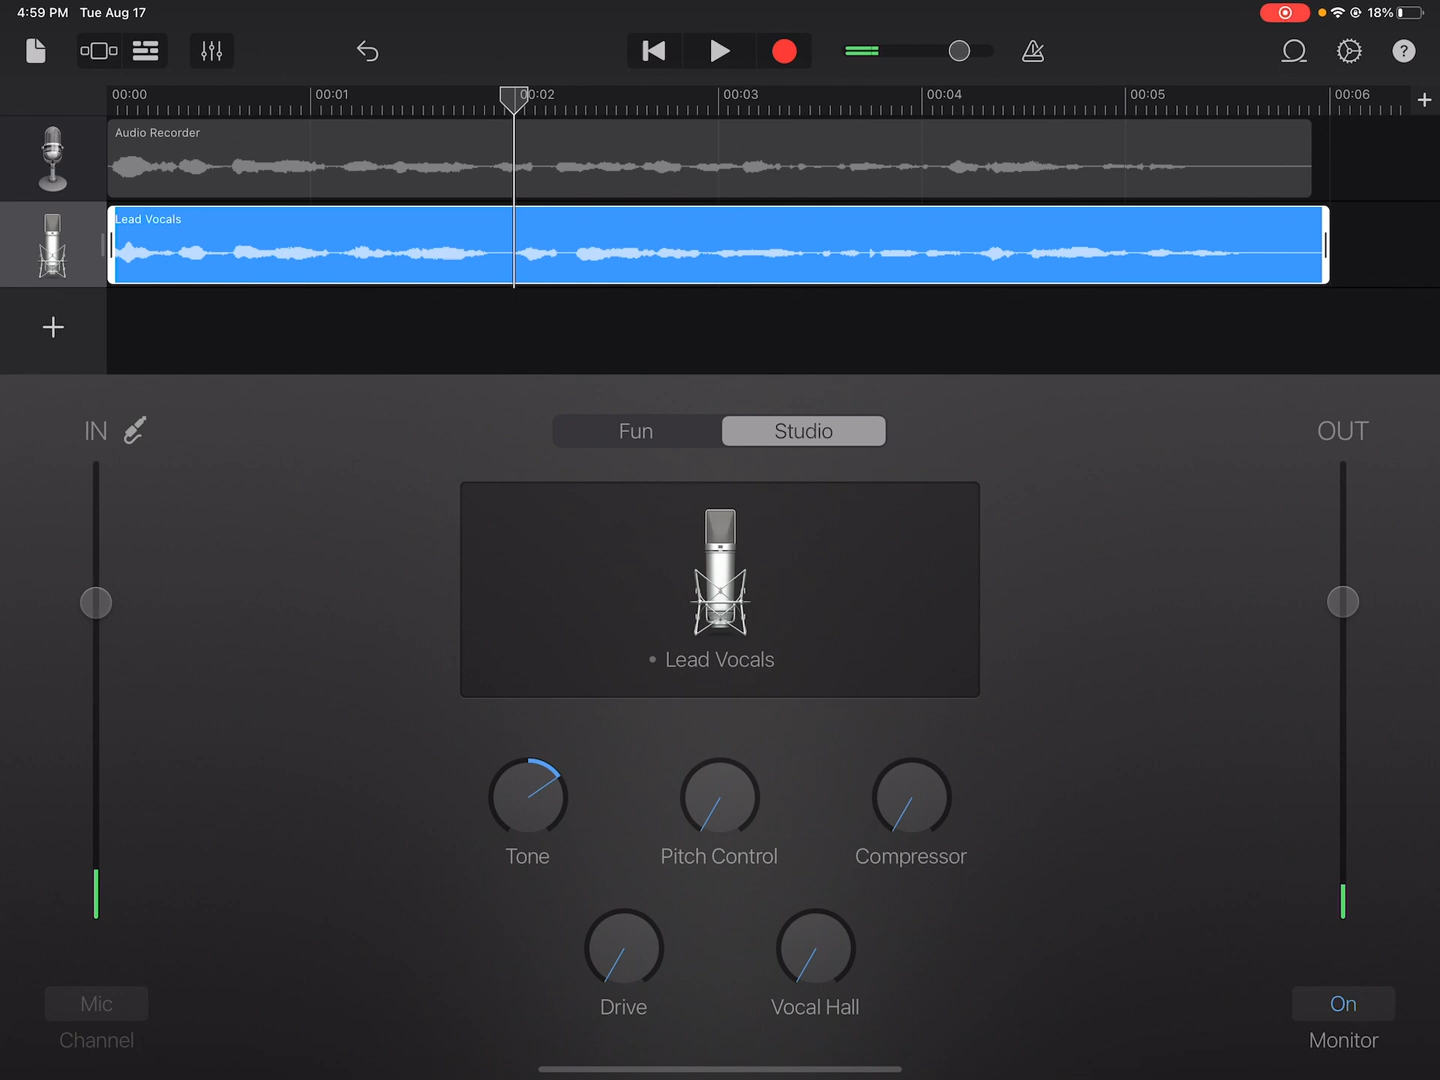 4:59 PM Tue Aug 17
18%
?
00:00 00:01 00:02 00:03 00:04 00:05 00:06
Audio Recorder
Lead Vocals
IN
Fun
Studio
OUT
Lead Vocals
Tone
Pitch Control
Compressor
Drive
Vocal Hall
Mic
Channel
On
Monitor